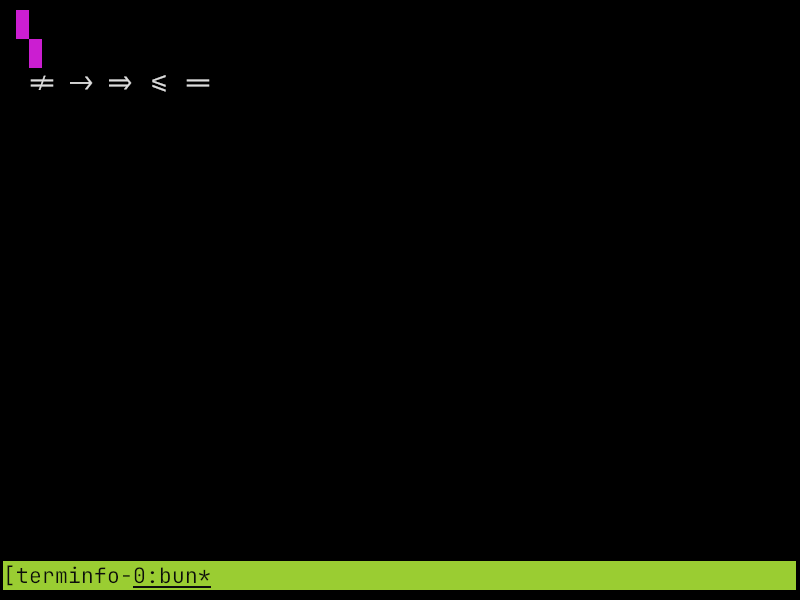 ≠ → ⇒ ⩽ ==
[terminfo-0:bun*